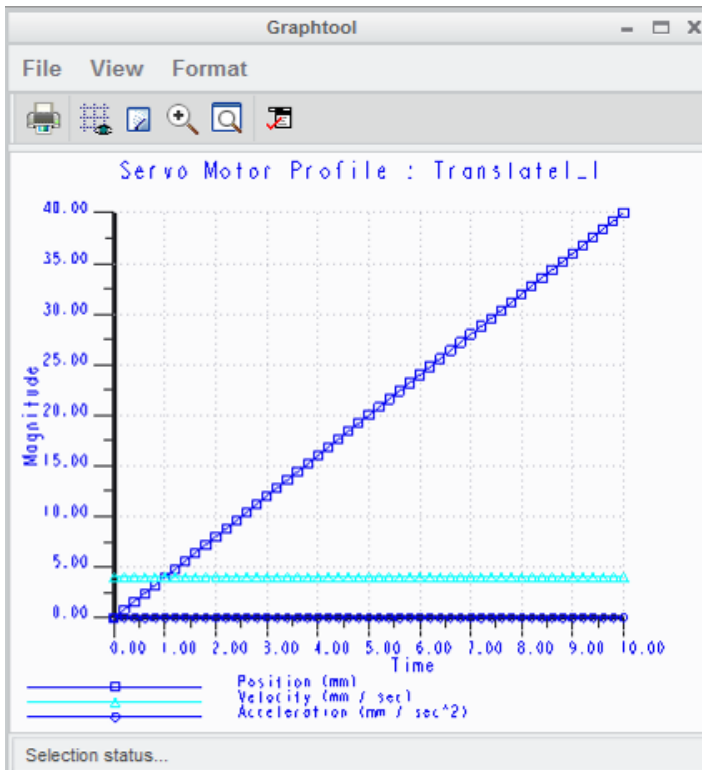 Graphtool
File View Format
Servo Motor Profile : Translate1_1
40.00
35.00
30.00
25.00
20.00
15.00
10.00
5.00
0.00
Magnitude
0.00 1.00 2.00 3.00 4.00 5.00 6.00 7.00 8.00 9.00 10.00
Time
Position (mm)
Velocity (mm / sec)
Acceleration (mm / sec^2)
Selection status...